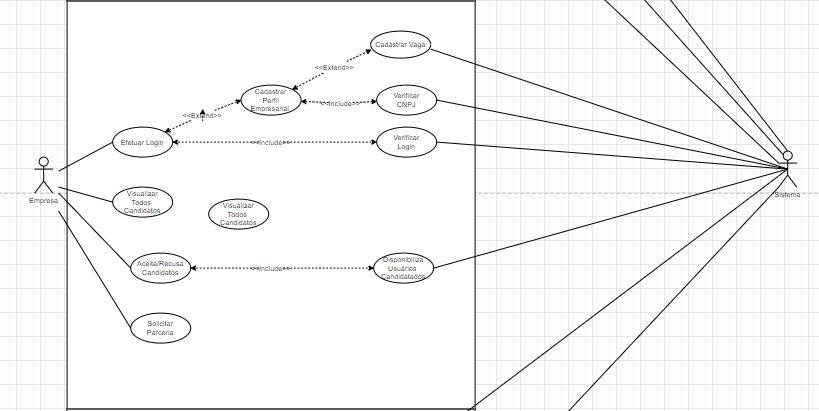 Cadastrar Vaga
<<Extend>>
Cadastrar
Perfil
Empresarial
<<Include>>
Verificar
CNPJ
<<Extend>>
Efetuar Login
<<Include>>
Verificar
Login
Empresa
Sistema
Visualizar
Todos
Candidatos
Visualizar
Todos
Candidatos
Aceita/Recusa
Candidatos
<<Include>>
Disponibiliza
Usuários
Candidatados
Solicitar
Parceria